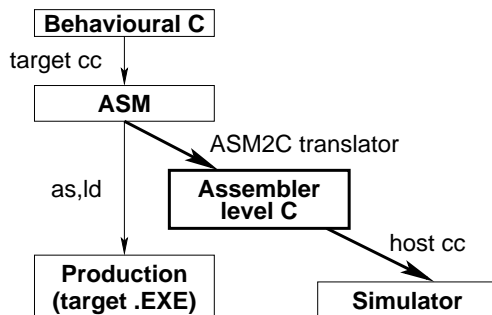 Behavioural C
target cc
ASM
ASM2C translator
as,ld
Assembler
level C
host cc
Production
(target .EXE)
Simulator